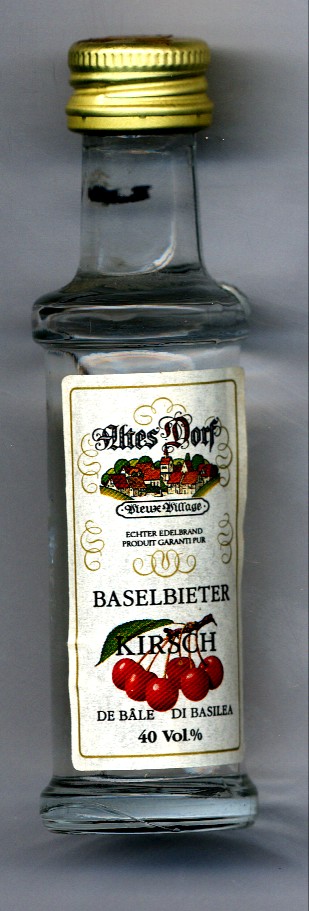 Altes Dorf
Vieux Village
ECHTER EDELBRAND
PRODUIT GARANTI PUR
BASELBIETER
KIRSCH
DE BÂLE DI BASILEA
40 Vol.%